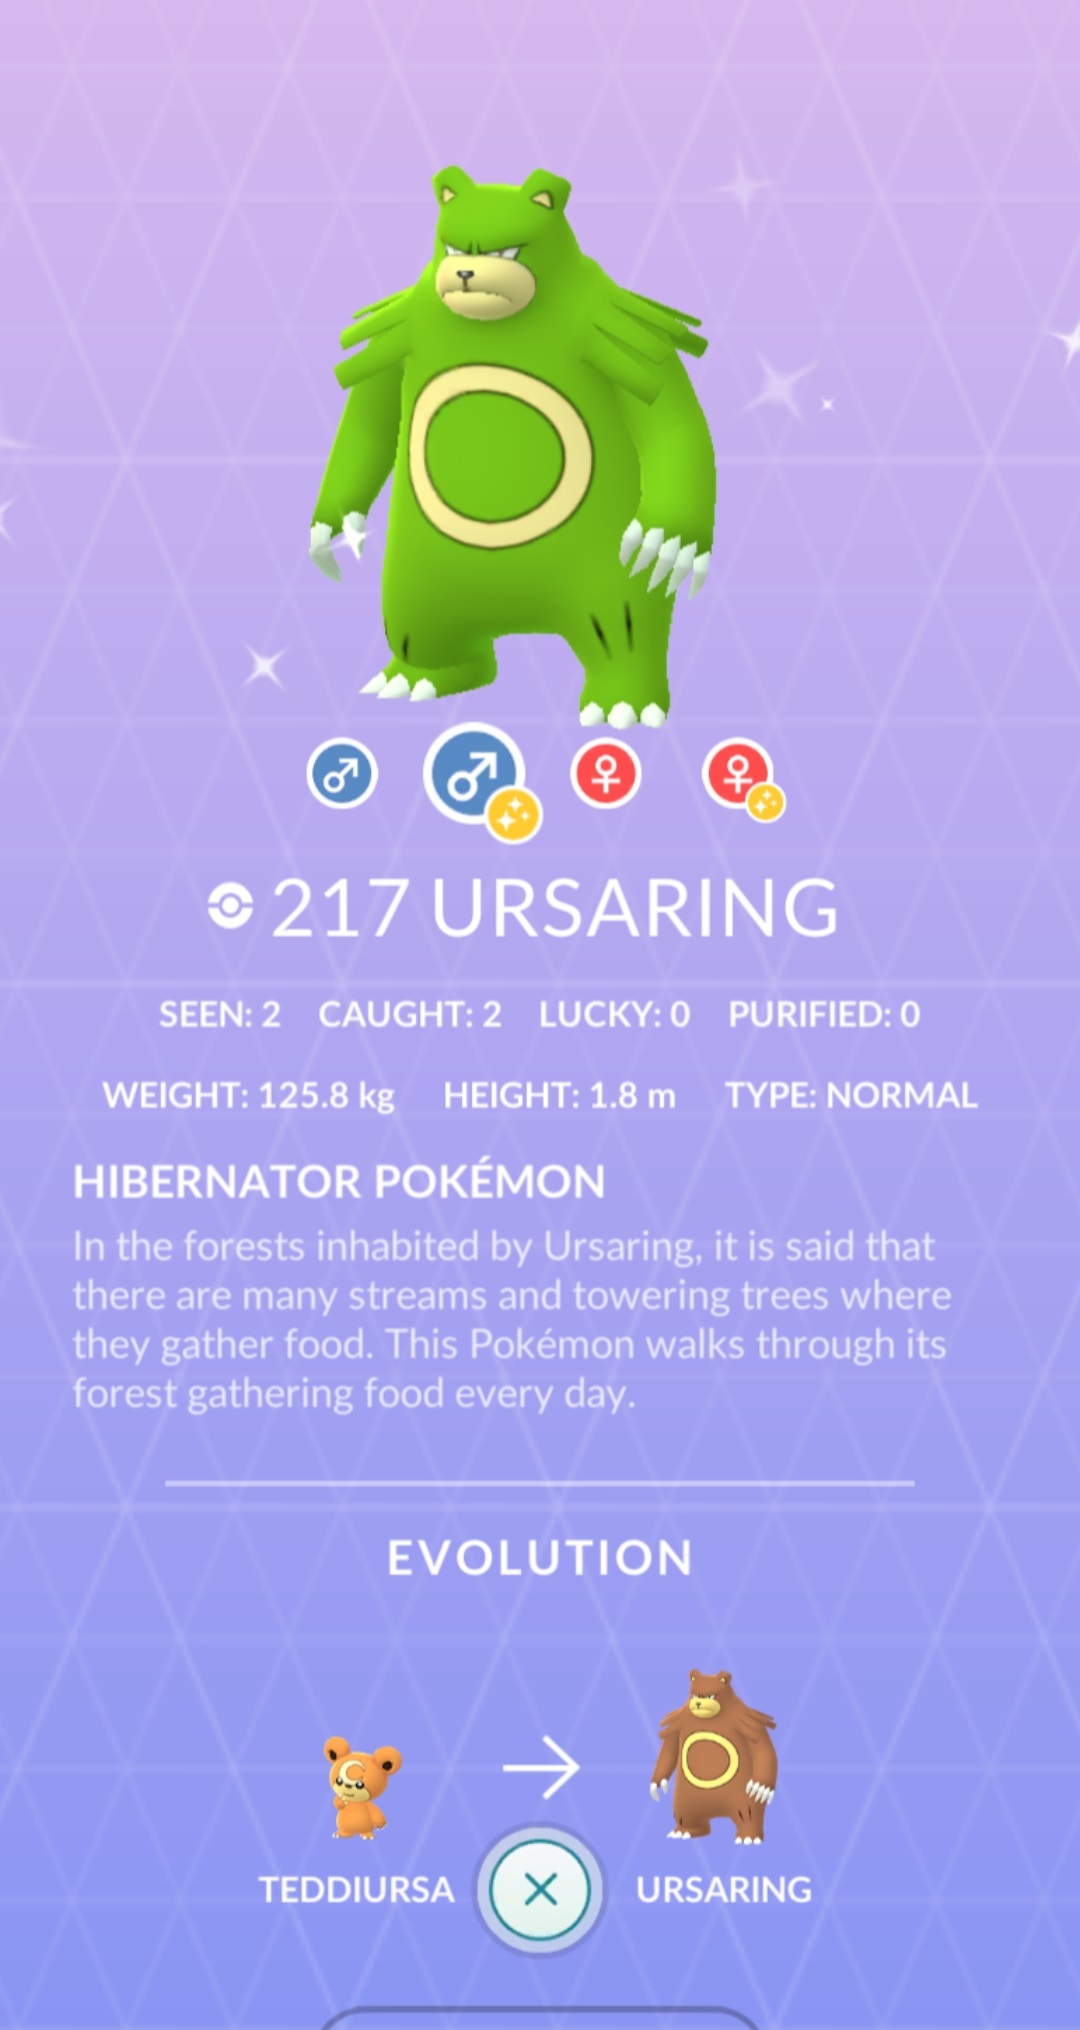 217 URSARING
SEEN: 2 CAUGHT: 2 LUCKY: 0 PURIFIED: 0
WEIGHT: 125.8 kg HEIGHT: 1.8 m TYPE: NORMAL
HIBERNATOR POKÉMON
In the forests inhabited by Ursaring, it is said that
there are many streams and towering trees where
they gather food. This Pokémon walks through its
forest gathering food every day.
EVOLUTION
TEDDIURSA URSARING